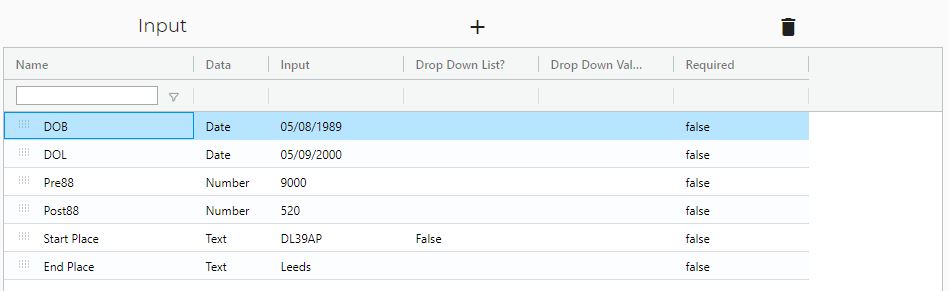 Input +
Name Data Input Drop Down List? Drop Down Val... Required
DOB Date 05/08/1989 false
DOL Date 05/09/2000 false
Pre88 Number 9000 false
Post88 Number 520 false
Start Place Text DL39AP False false
End Place Text Leeds false